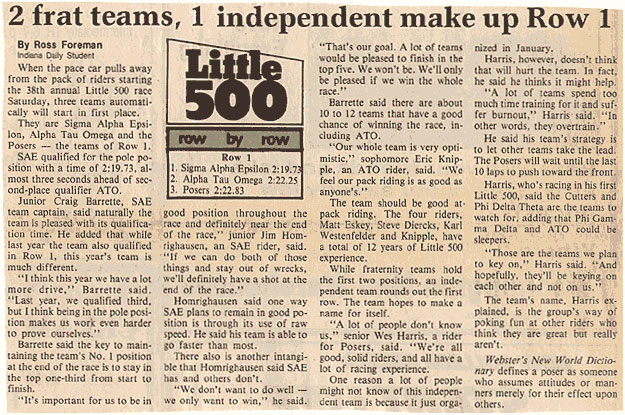 2 frat teams, 1 independent make up Row 1
By Ross Foreman
Indiana Daily Student
When the pace car pulls away
from the pack of riders starting
the 38th annual Little 500 race
Saturday, three teams automati-
cally will start in first place.
They are Sigma Alpha Epsi-
lon, Alpha Tau Omega and the
Posers — the teams of Row 1.
SAE qualified for the pole po-
sition with a time of 2:19.73, al-
most three seconds ahead of sec-
ond-place qualifier ATO.
Junior Craig Barette, SAE
team captain, said naturally the
team is pleased with its qualifica-
tion time. He added that while
last year the team also qualified
in Row 1, this year's team is
much different.
"I think this year we have a lot
more drive," Barrette said.
"Last year, we qualified third,
but I think being in the pole posi-
tion makes us work even harder
to prove ourselves."
Barrette said the key to main-
taining the team's No. 1 position
at the end of the race is to stay in
the top one-third from start to
finish.
"It's important for us to be in
Little
500
row by row
Row 1
1. Sigma Alpha Epsilon 2:19.73
2. Alpha Tau Omega 2:22.25
3. Posers 2:22.83
good position throughout the
race and definitely near the end
of the race," junior Jim Hom-
righausen, an SAE rider, said.
"If we can do both of those
things and stay out of wrecks,
we'll definitely have a shot at the
end of the race."
Homrighausen said one way
SAE plans to remain in good po-
sition is through its use of raw
speed. He said his team is able to
go faster than most.
There also is another intangi-
ble that Homrighausen said SAE
has and others don't.
"We don't want to do well —
we only want to win," he said.
"That's our goal. A lot of teams
would be pleased to finish in the
top five. We won't be. We'll only
be pleased if we win the whole
race."
Barrette said there are about
10 to 12 teams that have a good
chance of winning the race, in-
cluding ATO.
"Our whole team is very opti-
mistic," sophomore Eric Knip-
ple, an ATO rider, said. "We
feel our pack riding is as good as
anyone's."
The team should be good at-
pack riding. The four riders,
Matt Eskey, Steve Diercks, Karl
Westenfelder and Knipple, have
a total of 12 years of Little 500
experience.
While fraternity teams hold
the first two positions, an inde-
pendent team rounds out the first
row. The team hopes to make a
name for itself.
"A lot of people don't know
us," senior Wes Harris, a rider
for Posers, said. "We're all
good, solid riders, and all have a
lot of racing experience.
One reason a lot of people
might not know of this indepen-
dent team is because it just orga-
nized in January.
Harris, however, doesn't think
that will hurt the team. In fact,
he said he thinks it might help.
"A lot of teams spend too
much time training for it and suf-
fer burnout," Harris said. "In
other words, they overtrain."
He said his team's strategy is
to let other teams take the lead.
The Posers will wait until the last
10 laps to push toward the front.
Harris, who's racing in his first
Little 500, said the Cutters and
Phi Delta Theta are the teams to
watch for, adding that Phi Gam-
ma Delta and ATO could be
sleepers.
"Those are the teams we plan
to key on," Harris said. "And
hopefully, they'll be keying on
each other and not on us."
The team's name, Harris ex-
plained, is the group's way of
poking fun at other riders who
think they are great but really
aren't.
Webster's New World Dictio-
nary defines a poser as someone
who assumes attitudes or man-
ners merely for their effect upon
others.